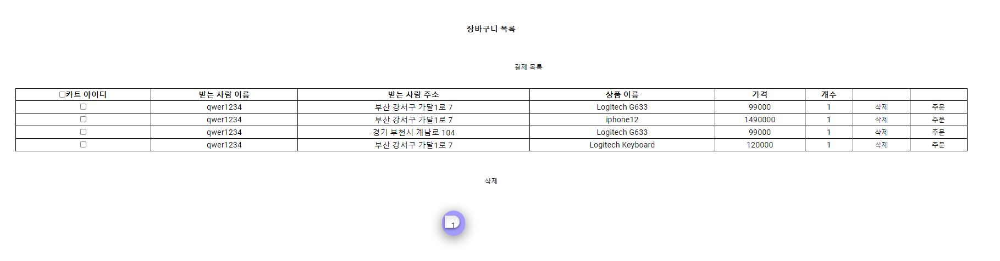 장바구니 목록
결제 목록
카트 아이디 받는 사람 이름 받는 사람 주소 상품 이름 가격 개수
qwer1234 부산 강서구 가달1로 7 Logitech G633 99000 1 삭제 주문
qwer1234 부산 강서구 가달1로 7 iphone12 1490000 1 삭제 주문
qwer1234 경기 부천시 계남로 104 Logitech G633 99000 1 삭제 주문
qwer1234 부산 강서구 가달1로 7 Logitech Keyboard 120000 1 삭제 주문
삭제
1